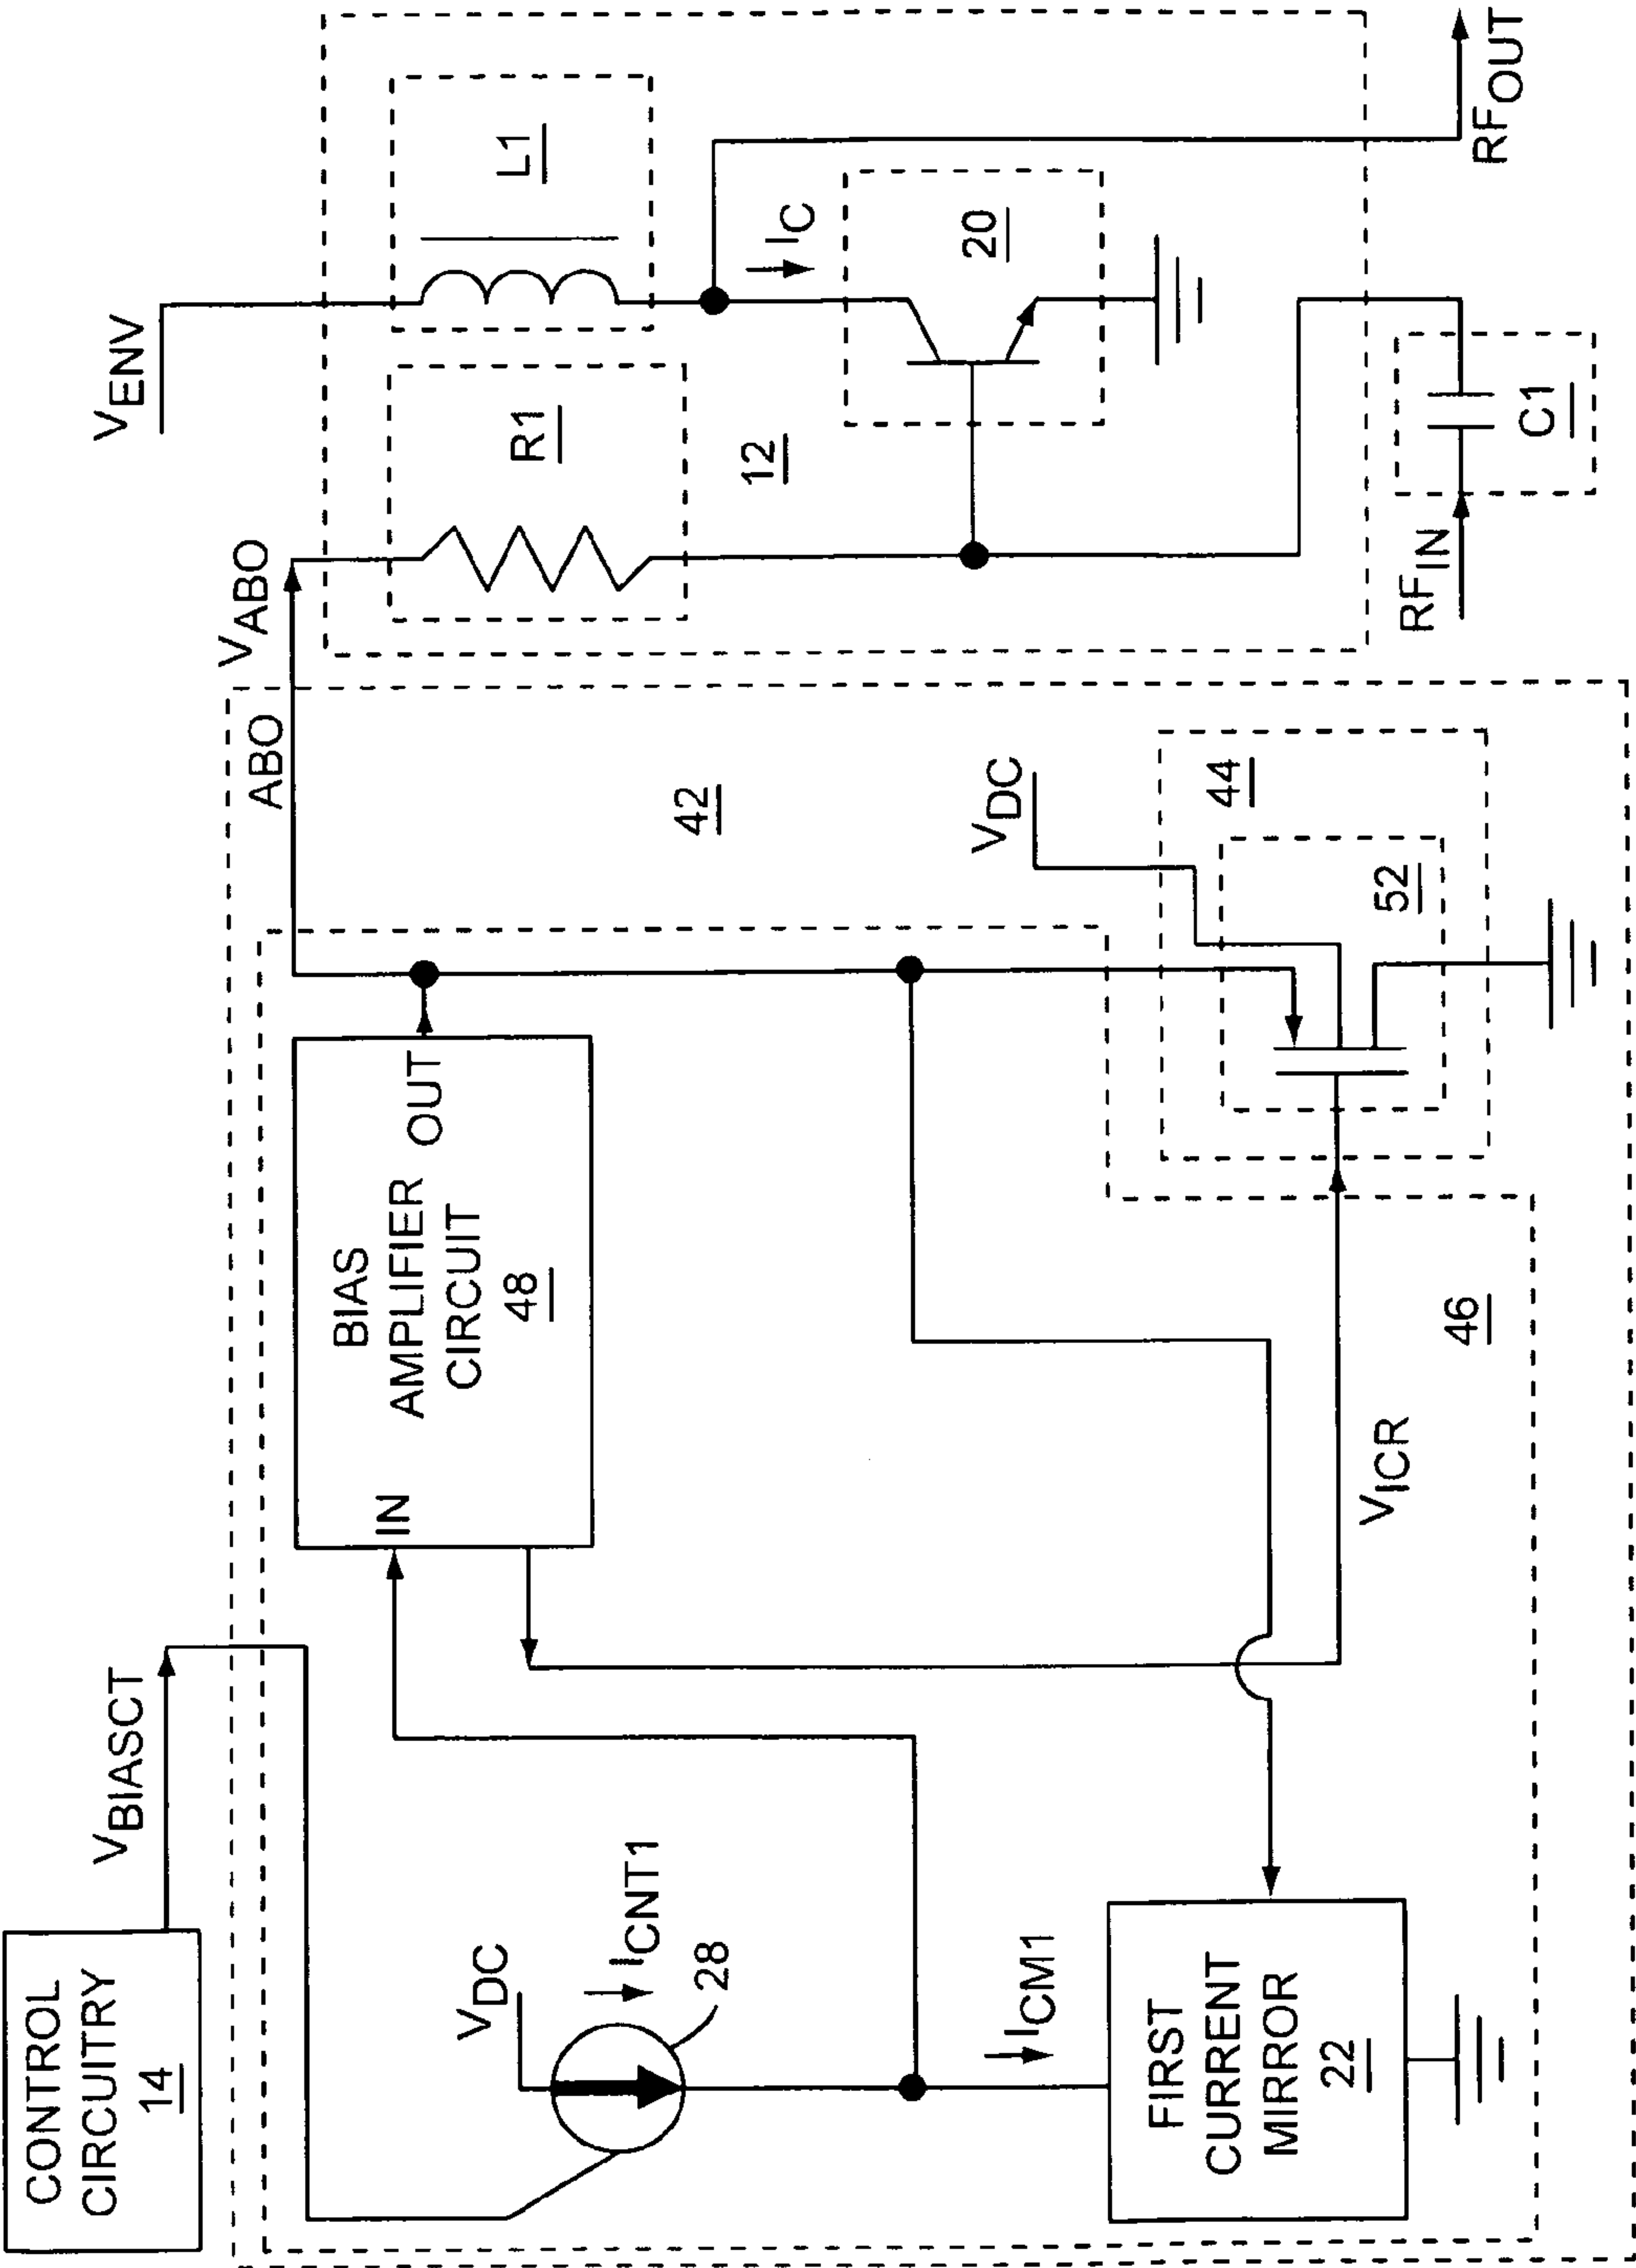 CONTROL
CIRCUITRY
14
VBIASCT
VDC
ICNT1
28
ICM1
FIRST
CURRENT
MIRROR
22
IN
BIAS
AMPLIFIER
CIRCUIT
48
OUT
VICR
46
ABO
VABO
42
VDC
44
52
VENV
R1
L1
12
IC
20
RFIN
C1
RFOUT